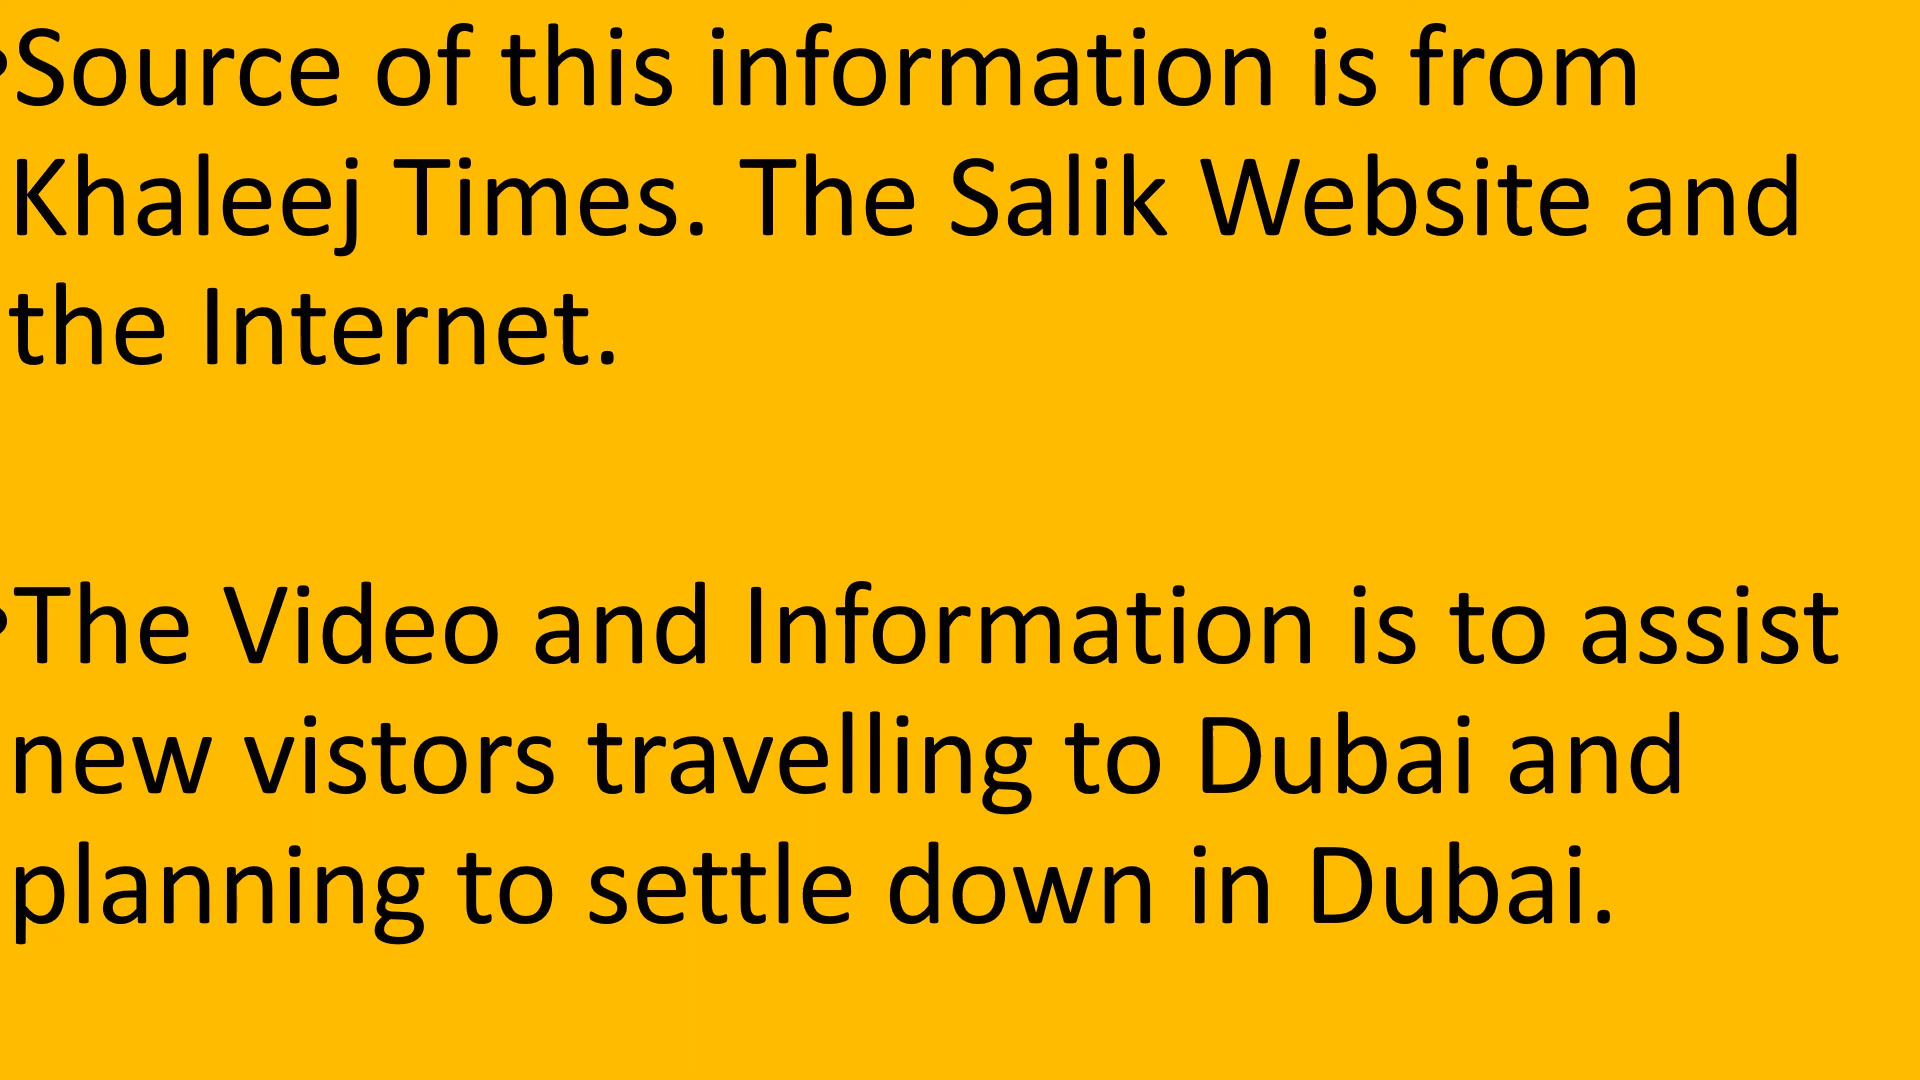 •Source of this information is from
Khaleej Times. The Salik Website and
the Internet.
•The Video and Information is to assist
new vistors travelling to Dubai and
planning to settle down in Dubai.